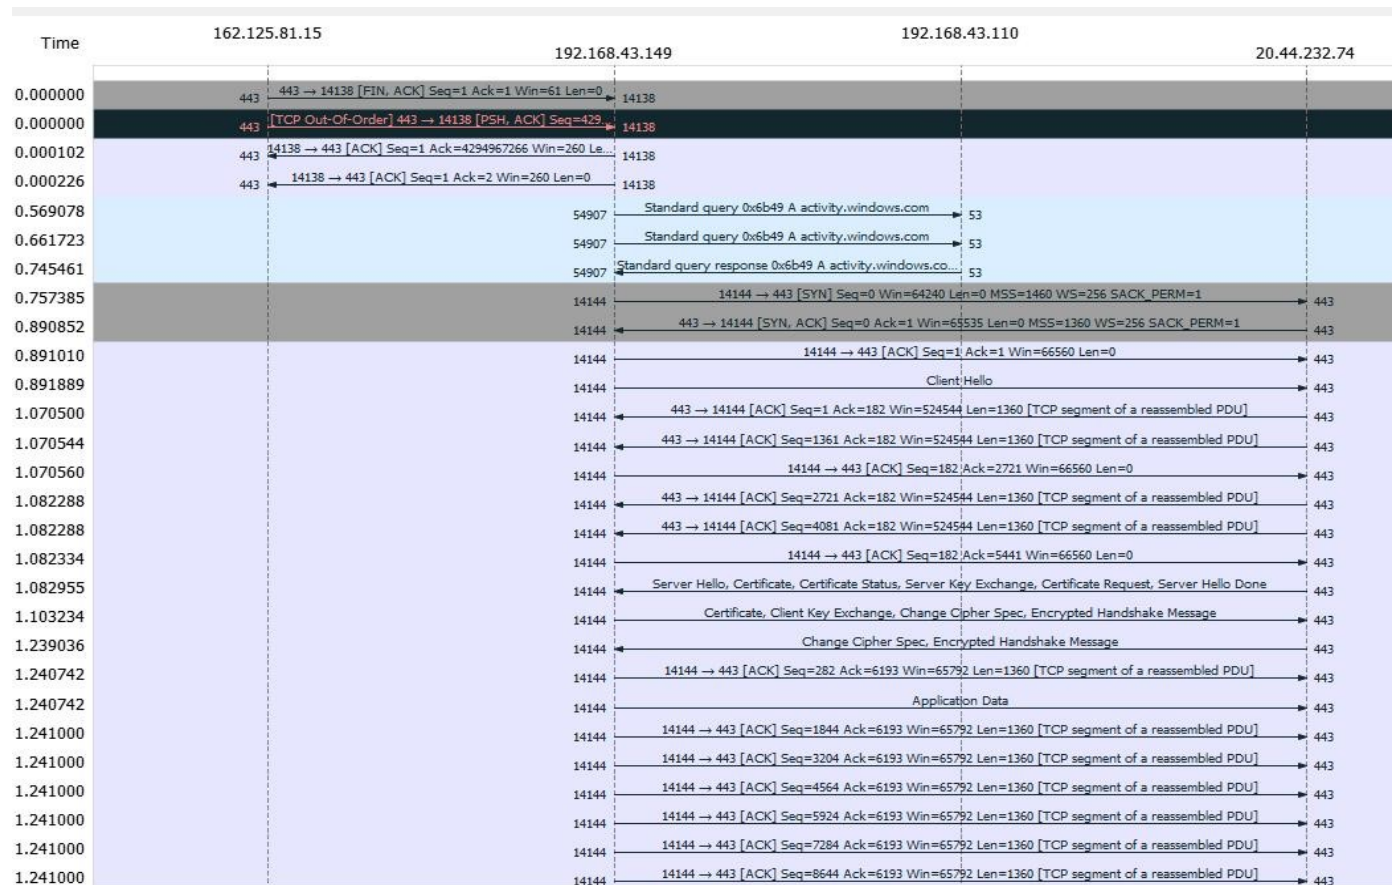 Time 162.125.81.15 192.168.43.149 192.168.43.110 20.44.232.74
0.000000 443 443 → 14138 [FIN, ACK] Seq=1 Ack=1 Win=61 Len=0 14138
0.000000 443 [TCP Out-Of-Order] 443 → 14138 [PSH, ACK] Seq=429... 14138
0.000102 443 14138 → 443 [ACK] Seq=1 Ack=4294967266 Win=260 Le... 14138
0.000226 443 14138 → 443 [ACK] Seq=1 Ack=2 Win=260 Len=0 14138
0.569078 54907 Standard query 0x6b49 A activity.windows.com 53
0.661723 54907 Standard query 0x6b49 A activity.windows.com 53
0.745461 54907 Standard query response 0x6b49 A activity.windows.co... 53
0.757385 14144 14144 → 443 [SYN] Seq=0 Win=64240 Len=0 MSS=1460 WS=256 SACK_PERM=1 443
0.890852 14144 443 → 14144 [SYN, ACK] Seq=0 Ack=1 Win=65535 Len=0 MSS=1360 WS=256 SACK_PERM=1 443
0.891010 14144 14144 → 443 [ACK] Seq=1 Ack=1 Win=66560 Len=0 443
0.891889 14144 Client Hello 443
1.070500 14144 443 → 14144 [ACK] Seq=1 Ack=182 Win=524544 Len=1360 [TCP segment of a reassembled PDU] 443
1.070544 14144 443 → 14144 [ACK] Seq=1361 Ack=182 Win=524544 Len=1360 [TCP segment of a reassembled PDU] 443
1.070560 14144 14144 → 443 [ACK] Seq=182 Ack=2721 Win=66560 Len=0 443
1.082288 14144 443 → 14144 [ACK] Seq=2721 Ack=182 Win=524544 Len=1360 [TCP segment of a reassembled PDU] 443
1.082288 14144 443 → 14144 [ACK] Seq=4081 Ack=182 Win=524544 Len=1360 [TCP segment of a reassembled PDU] 443
1.082334 14144 14144 → 443 [ACK] Seq=182 Ack=5441 Win=66560 Len=0 443
1.082955 14144 Server Hello, Certificate, Certificate Status, Server Key Exchange, Certificate Request, Server Hello Done 443
1.103234 14144 Certificate, Client Key Exchange, Change Cipher Spec, Encrypted Handshake Message 443
1.239036 14144 Change Cipher Spec, Encrypted Handshake Message 443
1.240742 14144 14144 → 443 [ACK] Seq=282 Ack=6193 Win=65792 Len=1360 [TCP segment of a reassembled PDU] 443
1.240742 14144 Application Data 443
1.241000 14144 14144 → 443 [ACK] Seq=1844 Ack=6193 Win=65792 Len=1360 [TCP segment of a reassembled PDU] 443
1.241000 14144 14144 → 443 [ACK] Seq=3204 Ack=6193 Win=65792 Len=1360 [TCP segment of a reassembled PDU] 443
1.241000 14144 14144 → 443 [ACK] Seq=4564 Ack=6193 Win=65792 Len=1360 [TCP segment of a reassembled PDU] 443
1.241000 14144 14144 → 443 [ACK] Seq=5924 Ack=6193 Win=65792 Len=1360 [TCP segment of a reassembled PDU] 443
1.241000 14144 14144 → 443 [ACK] Seq=7284 Ack=6193 Win=65792 Len=1360 [TCP segment of a reassembled PDU] 443
1.241000 14144 14144 → 443 [ACK] Seq=8644 Ack=6193 Win=65792 Len=1360 [TCP segment of a reassembled PDU] 443